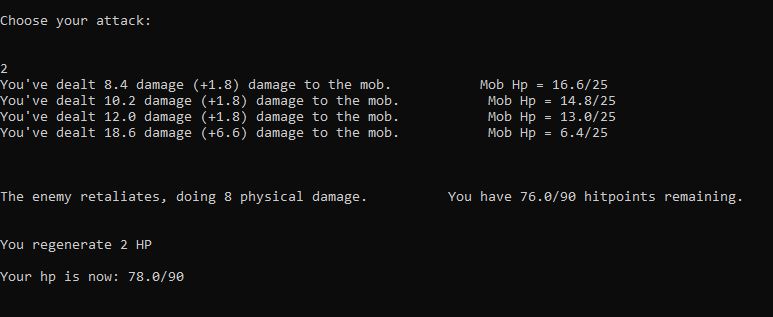 Choose your attack:
2
You've dealt 8.4 damage (+1.8) damage to the mob. Mob Hp = 16.6/25
You've dealt 10.2 damage (+1.8) damage to the mob. Mob Hp = 14.8/25
You've dealt 12.0 damage (+1.8) damage to the mob. Mob Hp = 13.0/25
You've dealt 18.6 damage (+6.6) damage to the mob. Mob Hp = 6.4/25
The enemy retaliates, doing 8 physical damage. You have 76.0/90 hitpoints remaining.
You regenerate 2 HP
Your hp is now: 78.0/90